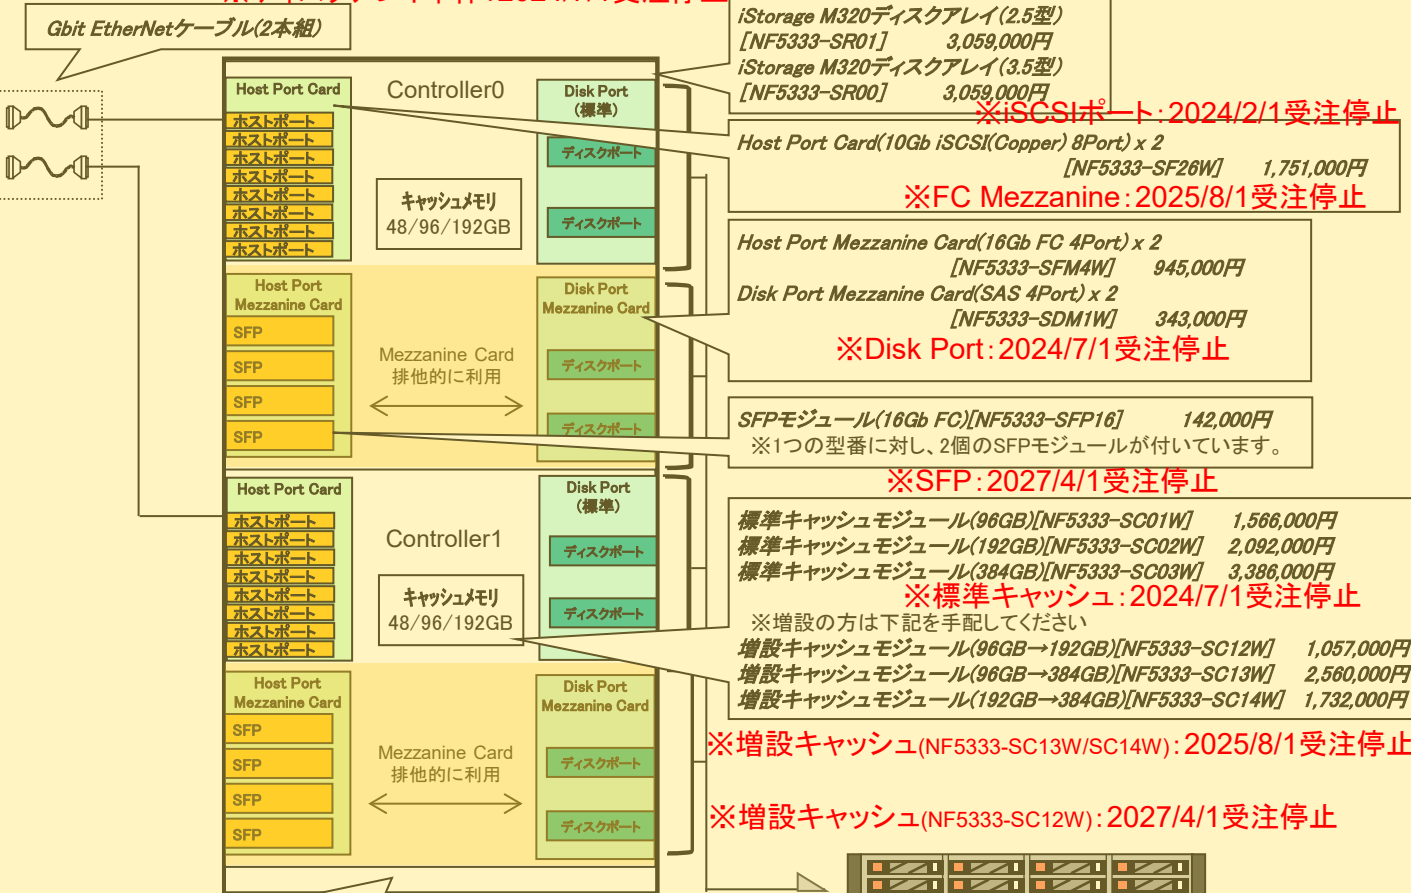 Gbit EtherNetケーブル(2本組)
iStorage M320ディスクアレイ(2.5型)
[NF5333-SR01] 3,059,000円
iStorage M320ディスクアレイ(3.5型)
[NF5333-SR00] 3,059,000円
※iSCSIポート:2024/2/1受注停止
Host Port Card(10Gb iSCSI(Copper) 8Port) x 2
[NF5333-SF26W] 1,751,000円
※FC Mezzanine:2025/8/1受注停止
Host Port Mezzanine Card(16Gb FC 4Port) x 2
[NF5333-SFM4W] 945,000円
Disk Port Mezzanine Card(SAS 4Port) x 2
[NF5333-SDM1W] 343,000円
※Disk Port:2024/7/1受注停止
SFPモジュール(16Gb FC)[NF5333-SFP16] 142,000円
※1つの型番に対し、2個のSFPモジュールが付いています。
※SFP:2027/4/1受注停止
標準キャッシュモジュール(96GB)[NF5333-SC01W] 1,566,000円
標準キャッシュモジュール(192GB)[NF5333-SC02W] 2,092,000円
標準キャッシュモジュール(384GB)[NF5333-SC03W] 3,386,000円
※標準キャッシュ:2024/7/1受注停止
※増設の方は下記を手配してください
増設キャッシュモジュール(96GB→192GB)[NF5333-SC12W] 1,057,000円
増設キャッシュモジュール(96GB→384GB)[NF5333-SC13W] 2,560,000円
増設キャッシュモジュール(192GB→384GB)[NF5333-SC14W] 1,732,000円
※増設キャッシュ(NF5333-SC13W/SC14W):2025/8/1受注停止
※増設キャッシュ(NF5333-SC12W):2027/4/1受注停止
Host Port Card
ホストポート
ホストポート
ホストポート
ホストポート
ホストポート
ホストポート
ホストポート
ホストポート
Controller0
キャッシュメモリ
48/96/192GB
Disk Port
(標準)
ディスクポート
ディスクポート
Host Port
Mezzanine Card
SFP
SFP
SFP
SFP
Mezzanine Card
排他的に利用
Disk Port
Mezzanine Card
ディスクポート
ディスクポート
Host Port Card
ホストポート
ホストポート
ホストポート
ホストポート
ホストポート
ホストポート
ホストポート
ホストポート
Controller1
キャッシュメモリ
48/96/192GB
Disk Port
(標準)
ディスクポート
ディスクポート
Host Port
Mezzanine Card
SFP
SFP
SFP
SFP
Mezzanine Card
排他的に利用
Disk Port
Mezzanine Card
ディスクポート
ディスクポート